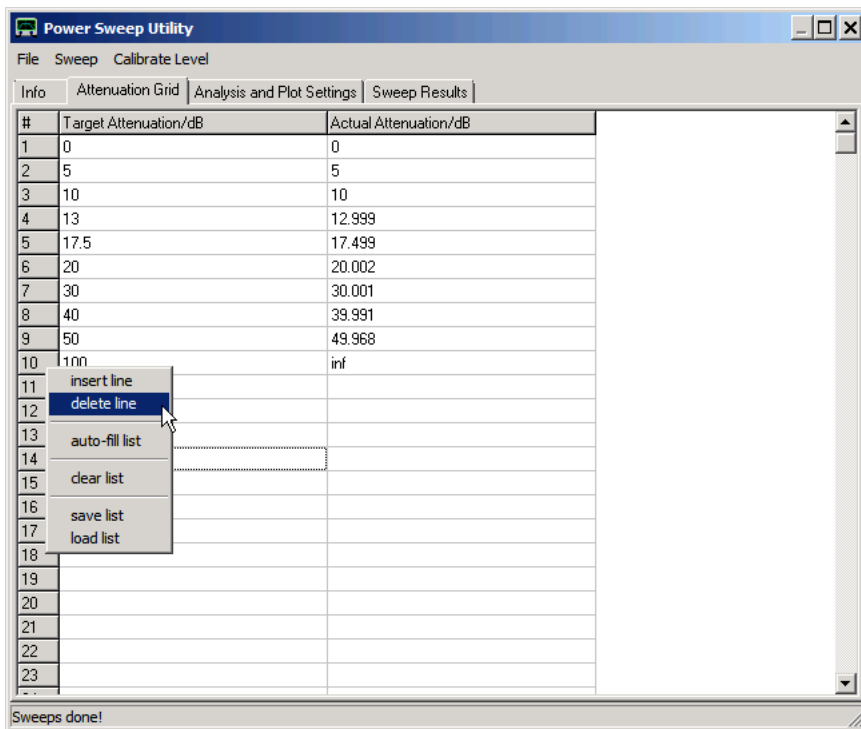 Power Sweep Utility
File Sweep Calibrate Level
Info Attenuation Grid Analysis and Plot Settings Sweep Results
# Target Attenuation/dB Actual Attenuation/dB
1 0 0
2 5 5
3 10 10
4 13 12.999
5 17.5 17.499
6 20 20.002
7 30 30.001
8 40 39.991
9 50 49.968
10 100 inf
11
insert line
12
delete line
13
auto-fill list
14
15
clear list
16
save list
17
load list
18
19
20
21
22
23
Sweeps done!